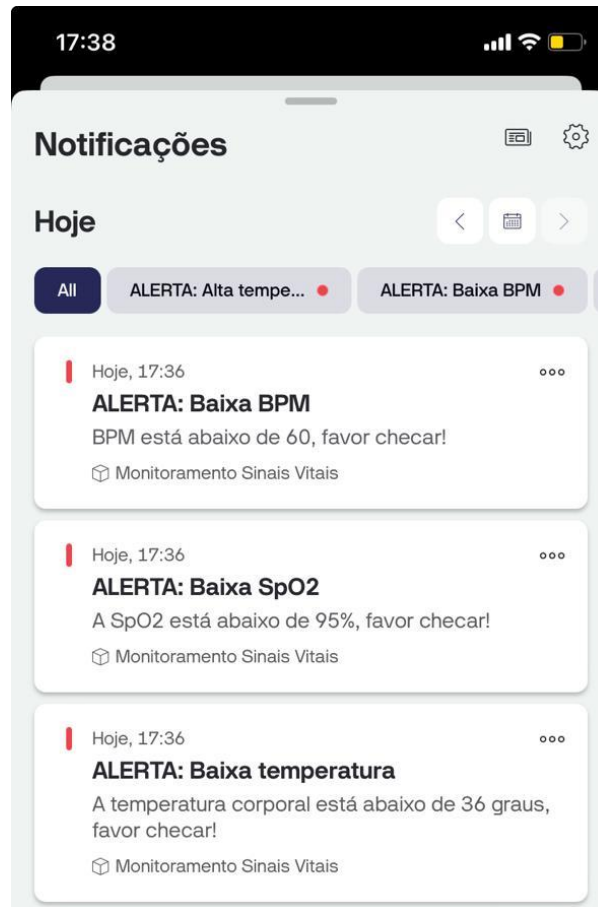 17:38
Notificações
Hoje
All
ALERTA: Alta tempe...
ALERTA: Baixa BPM
Hoje, 17:36
ALERTA: Baixa BPM
BPM está abaixo de 60, favor checar!
Monitoramento Sinais Vitais
Hoje, 17:36
ALERTA: Baixa SpO2
A SpO2 está abaixo de 95%, favor checar!
Monitoramento Sinais Vitais
Hoje, 17:36
ALERTA: Baixa temperatura
A temperatura corporal está abaixo de 36 graus,
favor checar!
Monitoramento Sinais Vitais